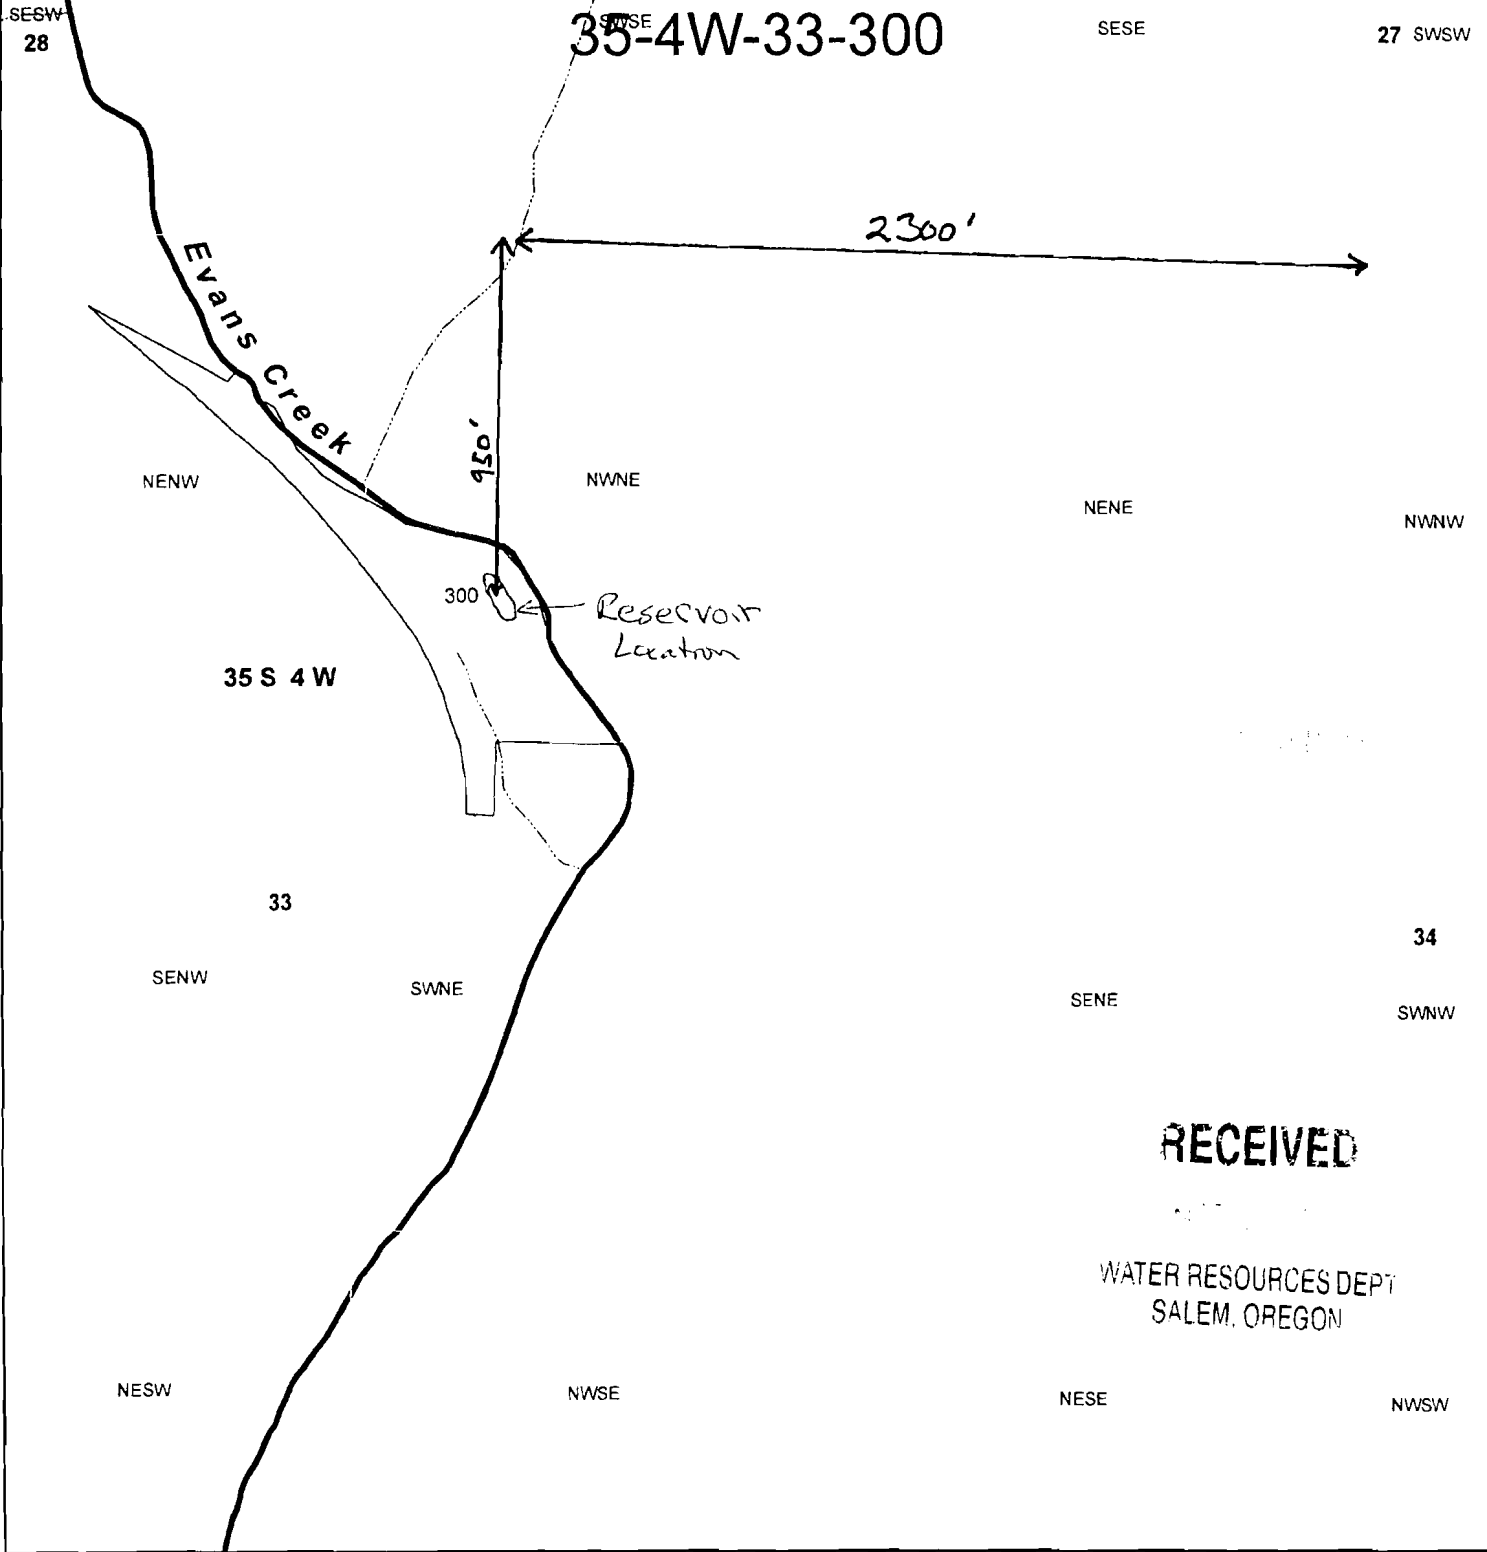 SESW
28
SWSE
35-4W-33-300
SESE
27 SWSW
2300'
Evans Creek
950'
NENW
NWNE
NENE
NWNW
300
Reservoir
Location
35 S 4 W
33
34
SENW
SWNE
SENE
SWNW
RECEIVED
WATER RESOURCES DEPT
SALEM, OREGON
NESW
NWSE
NESE
NWSW